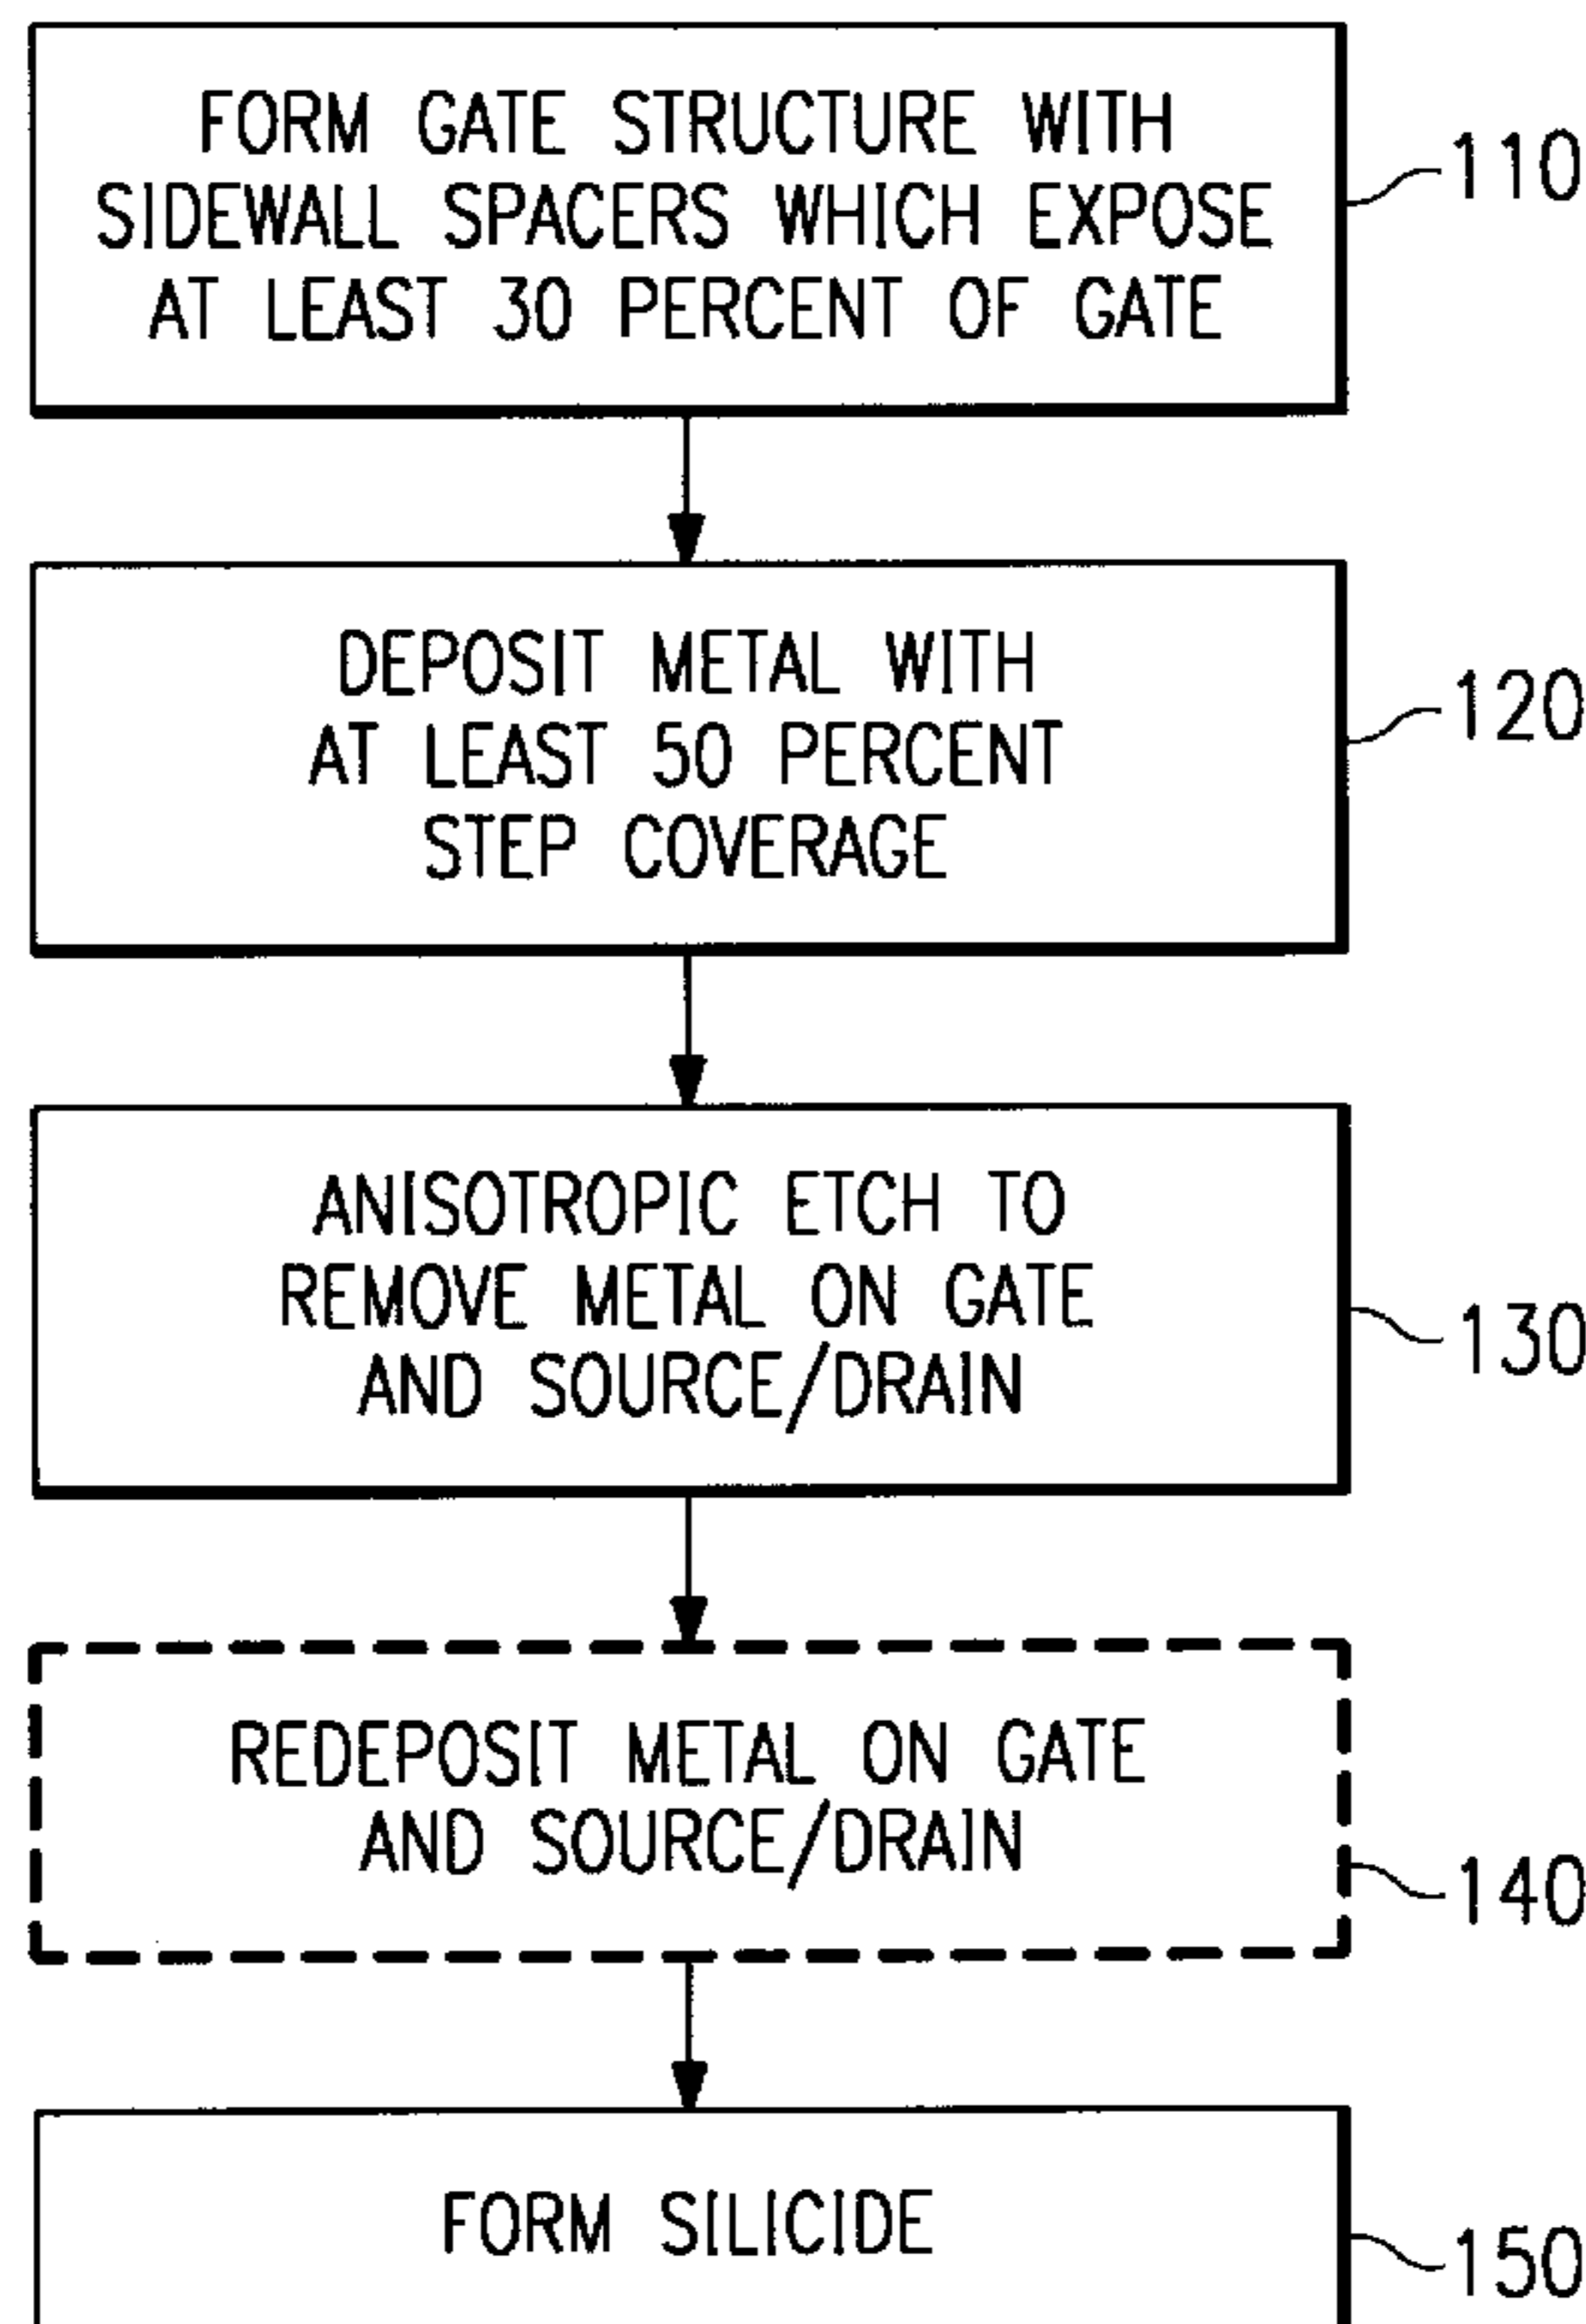 FORM GATE STRUCTURE WITH
SIDEWALL SPACERS WHICH EXPOSE
AT LEAST 30 PERCENT OF GATE
110
DEPOSIT METAL WITH
AT LEAST 50 PERCENT
STEP COVERAGE
120
ANISOTROPIC ETCH TO
REMOVE METAL ON GATE
AND SOURCE/DRAIN
130
REDEPOSIT METAL ON GATE
AND SOURCE/DRAIN
140
FORM SILICIDE
150